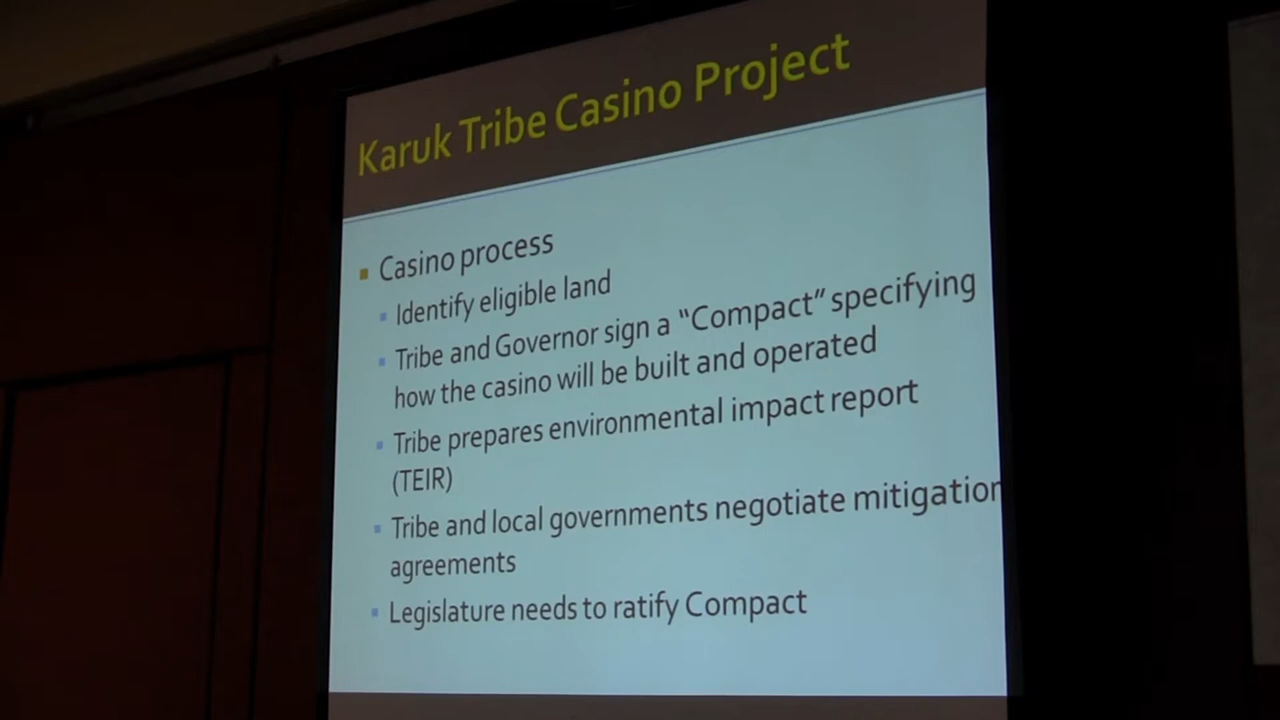 Karuk Tribe Casino Project
Casino process
Identify eligible land
Tribe and Governor sign a “Compact” specifying
how the casino will be built and operated
Tribe prepares environmental impact report
(TEIR)
Tribe and local governments negotiate mitigation
agreements
Legislature needs to ratify Compact